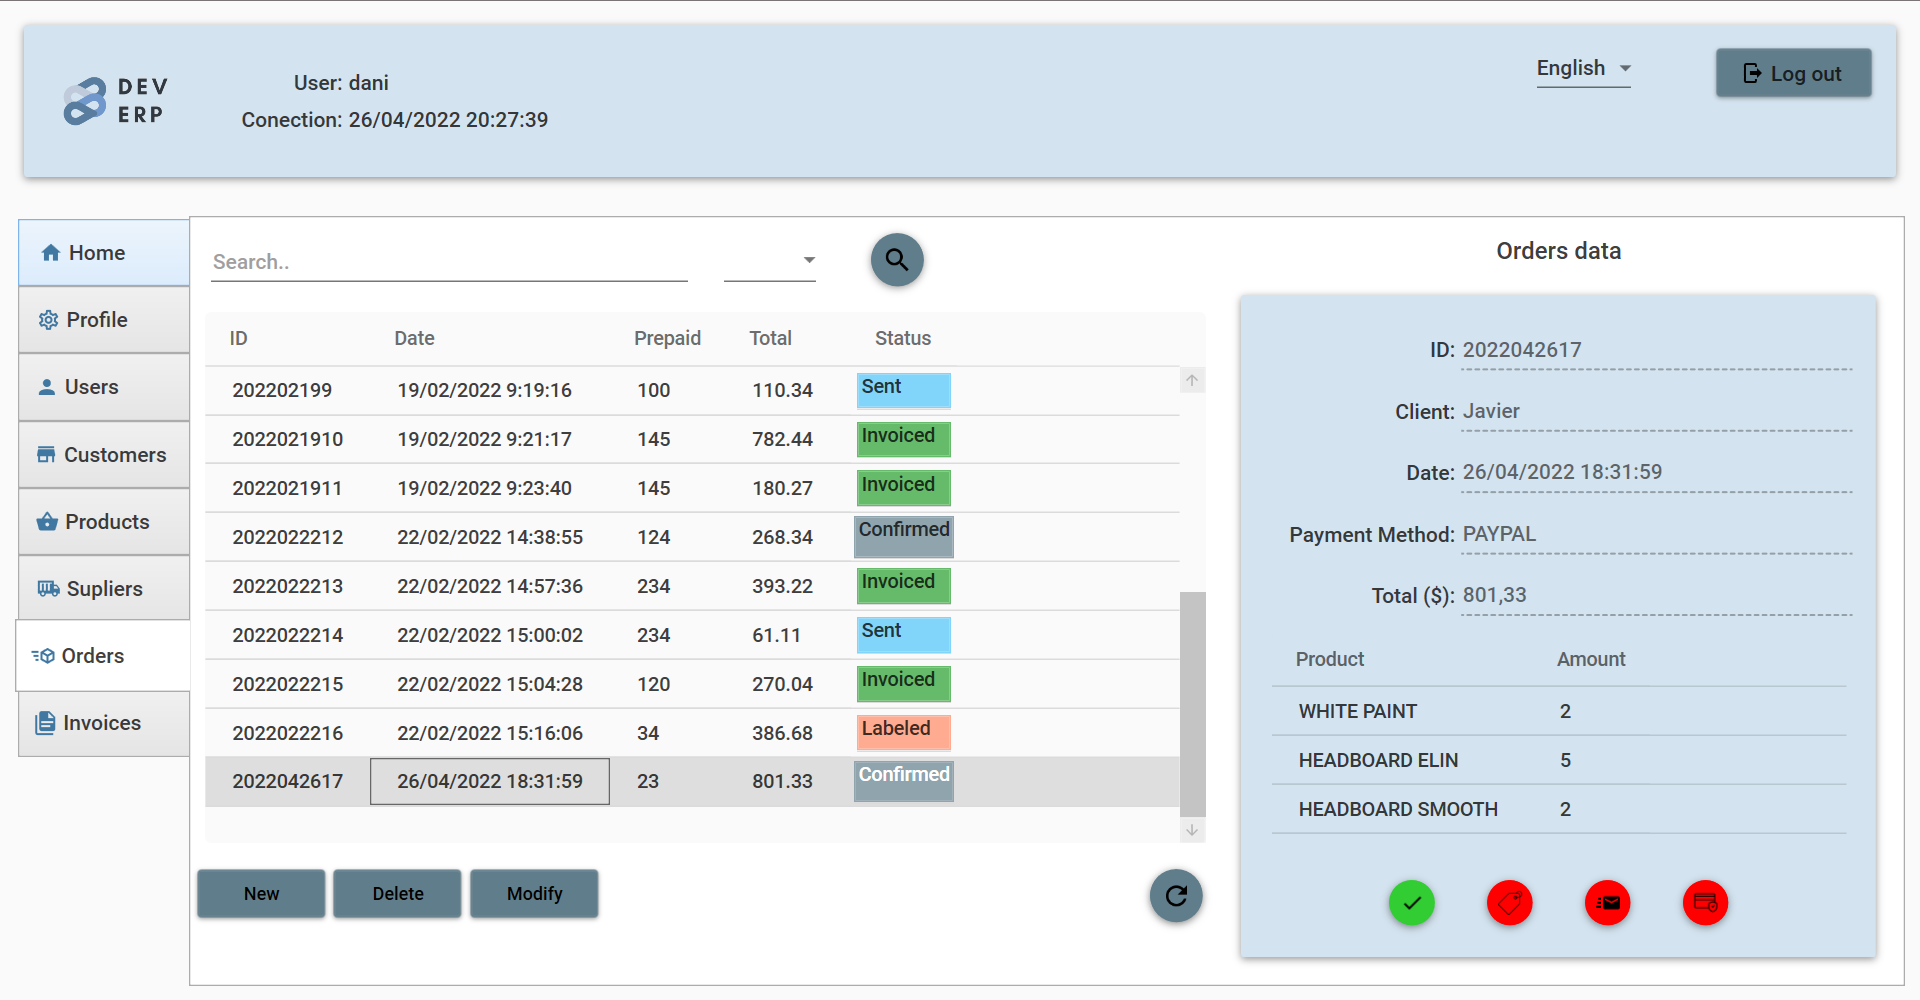 DEV
ERP
User: dani
Conection: 26/04/2022 20:27:39
English
Log out
Home
Profile
Users
Customers
Products
Supliers
Orders
Invoices
Search..
ID Date Prepaid Total Status
202202199 19/02/2022 9:19:16 100 110.34 Sent
2022021910 19/02/2022 9:21:17 145 782.44 Invoiced
2022021911 19/02/2022 9:23:40 145 180.27 Invoiced
2022022212 22/02/2022 14:38:55 124 268.34 Confirmed
2022022213 22/02/2022 14:57:36 234 393.22 Invoiced
2022022214 22/02/2022 15:00:02 234 61.11 Sent
2022022215 22/02/2022 15:04:28 120 270.04 Invoiced
2022022216 22/02/2022 15:16:06 34 386.68 Labeled
2022042617 26/04/2022 18:31:59 23 801.33 Confirmed
New Delete Modify
Orders data
ID: 2022042617
Client: Javier
Date: 26/04/2022 18:31:59
Payment Method: PAYPAL
Total ($): 801,33
Product Amount
WHITE PAINT 2
HEADBOARD ELIN 5
HEADBOARD SMOOTH 2